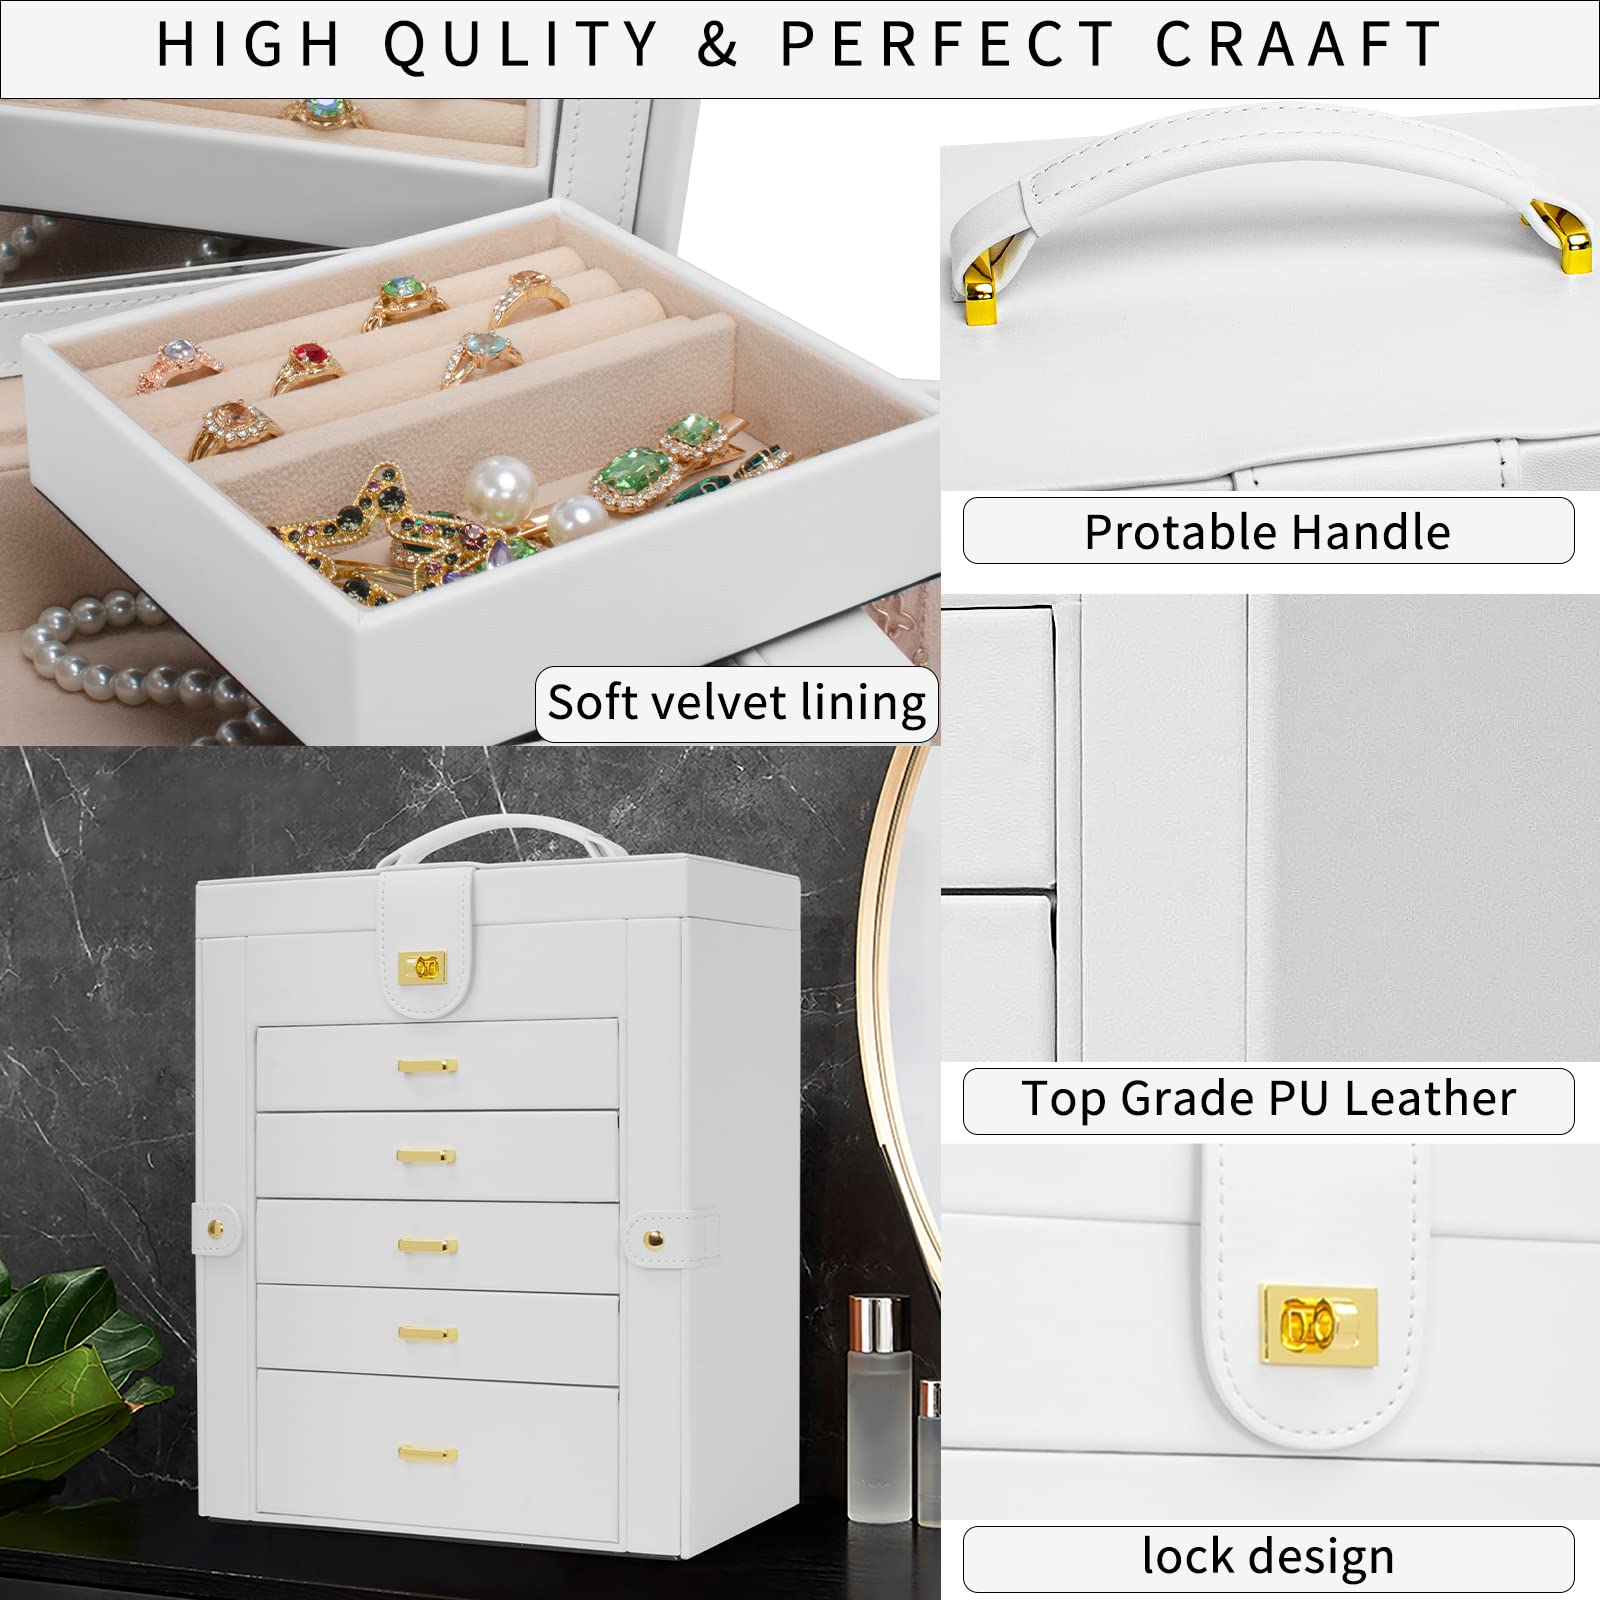 HIGH QULITY & PERFECT CRAAFT
Soft velvet lining
Protable Handle
Top Grade PU Leather
lock design